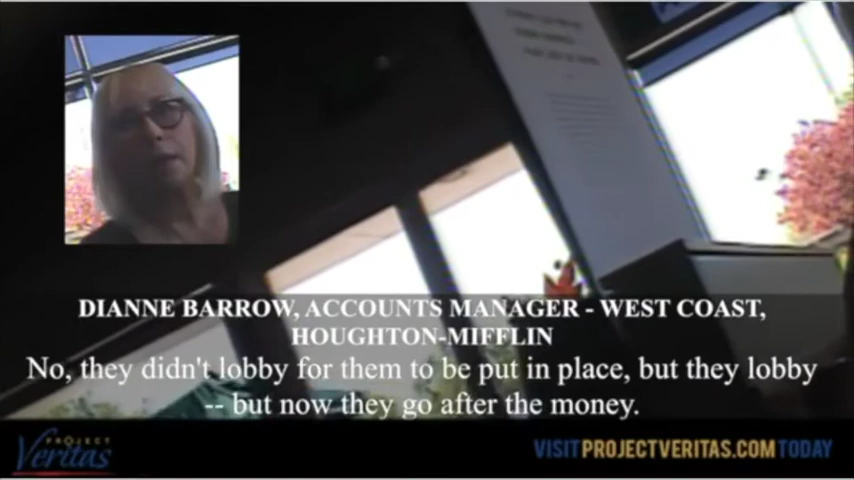 DIANNE BARROW, ACCOUNTS MANAGER - WEST COAST,
HOUGHTON-MIFFLIN
No, they didn't lobby for them to be put in place, but they lobby
-- but now they go after the money.
PROJECT
Veritas
VISITPROJECTVERITAS.COMTODAY